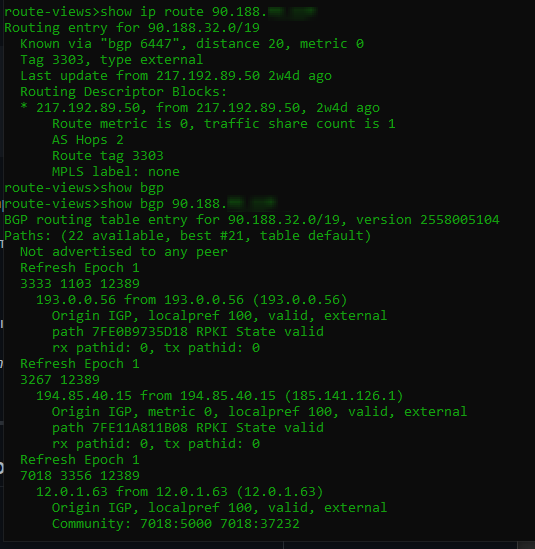 route-views>show ip route 90.188.
Routing entry for 90.188.32.0/19
Known via "bgp 6447", distance 20, metric 0
Tag 3303, type external
Last update from 217.192.89.50 2w4d ago
Routing Descriptor Blocks:
* 217.192.89.50, from 217.192.89.50, 2w4d ago
Route metric is 0, traffic share count is 1
AS Hops 2
Route tag 3303
MPLS label: none
route-views>show bgp
route-views>show bgp 90.188.
BGP routing table entry for 90.188.32.0/19, version 2558005104
Paths: (22 available, best #21, table default)
Not advertised to any peer
Refresh Epoch 1
3333 1103 12389
193.0.0.56 from 193.0.0.56 (193.0.0.56)
Origin IGP, localpref 100, valid, external
path 7FE0B9735D18 RPKI State valid
rx pathid: 0, tx pathid: 0
Refresh Epoch 1
3267 12389
194.85.40.15 from 194.85.40.15 (185.141.126.1)
Origin IGP, metric 0, localpref 100, valid, external
path 7FE11A811B08 RPKI State valid
rx pathid: 0, tx pathid: 0
Refresh Epoch 1
7018 3356 12389
12.0.1.63 from 12.0.1.63 (12.0.1.63)
Origin IGP, localpref 100, valid, external
Community: 7018:5000 7018:37232